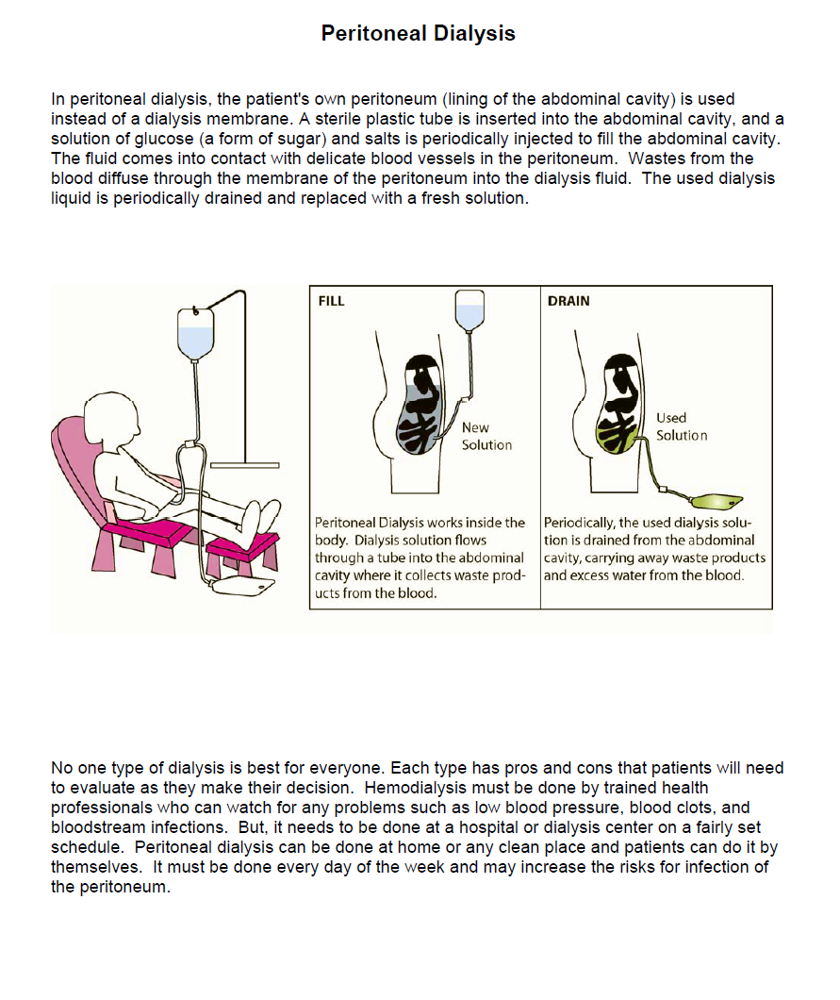 Peritoneal Dialysis
In peritoneal dialysis, the patient's own peritoneum (lining of the abdominal cavity) is used
instead of a dialysis membrane. A sterile plastic tube is inserted into the abdominal cavity, and a
solution of glucose (a form of sugar) and salts is periodically injected to fill the abdominal cavity.
The fluid comes into contact with delicate blood vessels in the peritoneum.  Wastes from the
blood diffuse through the membrane of the peritoneum into the dialysis fluid.  The used dialysis
liquid is periodically drained and replaced with a fresh solution.
FILL
New
Solution
Peritoneal Dialysis works inside the
body.  Dialysis solution flows
through a tube into the abdominal
cavity where it collects waste prod-
ucts from the blood.
DRAIN
Used
Solution
Periodically, the used dialysis solu-
tion is drained from the abdominal
cavity, carrying away waste products
and excess water from the blood.
No one type of dialysis is best for everyone. Each type has pros and cons that patients will need
to evaluate as they make their decision.  Hemodialysis must be done by trained health
professionals who can watch for any problems such as low blood pressure, blood clots, and
bloodstream infections.  But, it needs to be done at a hospital or dialysis center on a fairly set
schedule.  Peritoneal dialysis can be done at home or any clean place and patients can do it by
themselves.  It must be done every day of the week and may increase the risks for infection of
the peritoneum.